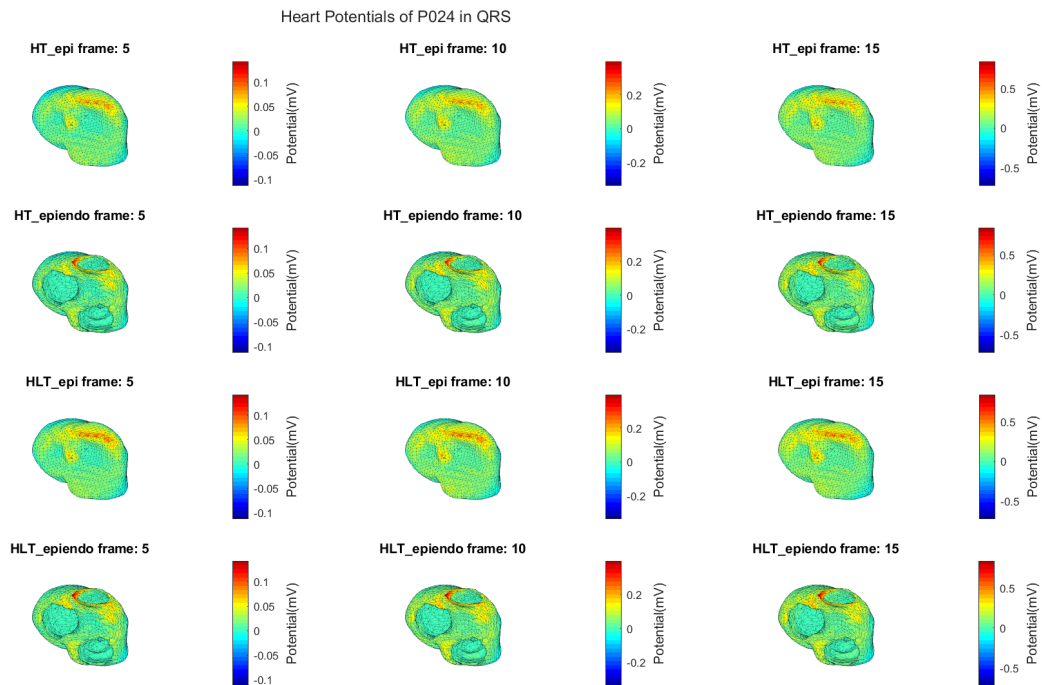 Heart Potentials of P024 in QRS
HT_epi frame: 5
HT_epi frame: 10
HT_epi frame: 15
0.1
0.05
0
-0.05
-0.1
Potential(mV)
0.2
0
-0.2
Potential(mV)
0.5
0
-0.5
Potential(mV)
HT_epiendo frame: 5
HT_epiendo frame: 10
HT_epiendo frame: 15
0.1
0.05
0
-0.05
-0.1
Potential(mV)
0.2
0
-0.2
Potential(mV)
0.5
0
-0.5
Potential(mV)
HLT_epi frame: 5
HLT_epi frame: 10
HLT_epi frame: 15
0.1
0.05
0
-0.05
-0.1
Potential(mV)
0.2
0
-0.2
Potential(mV)
0.5
0
-0.5
Potential(mV)
HLT_epiendo frame: 5
HLT_epiendo frame: 10
HLT_epiendo frame: 15
0.1
0.05
0
-0.05
-0.1
Potential(mV)
0.2
0
-0.2
Potential(mV)
0.5
0
-0.5
Potential(mV)